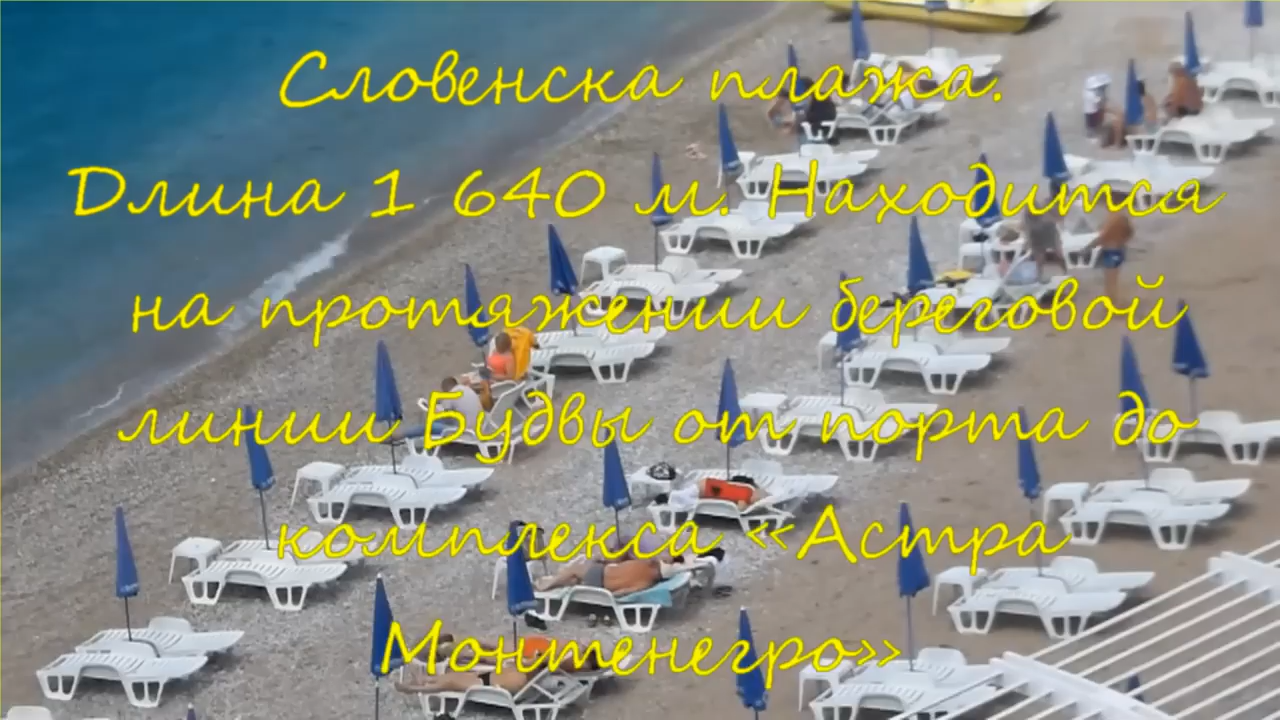 Словенска плажа.
Длина 1 640 м. Находится
на протяжении береговой
линии Будвы от порта до
комплекса «Астра
Монтенегро»